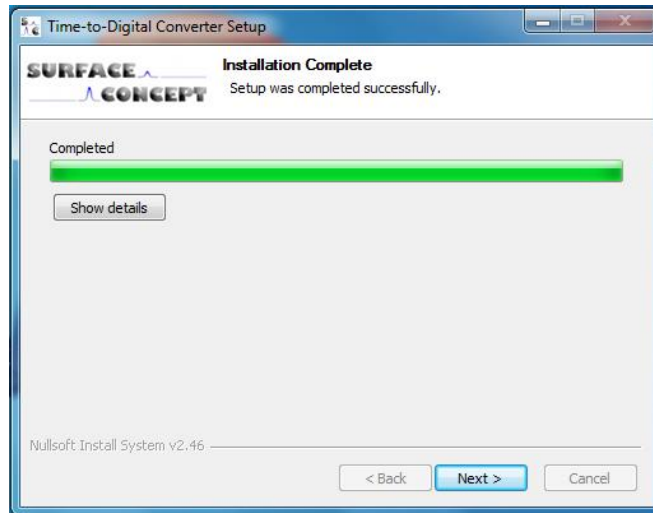 Time-to-Digital Converter Setup
SURFACE
CONCEPT
Installation Complete
Setup was completed successfully.
Completed
Show details
Nullsoft Install System v2.46
< Back
Next >
Cancel